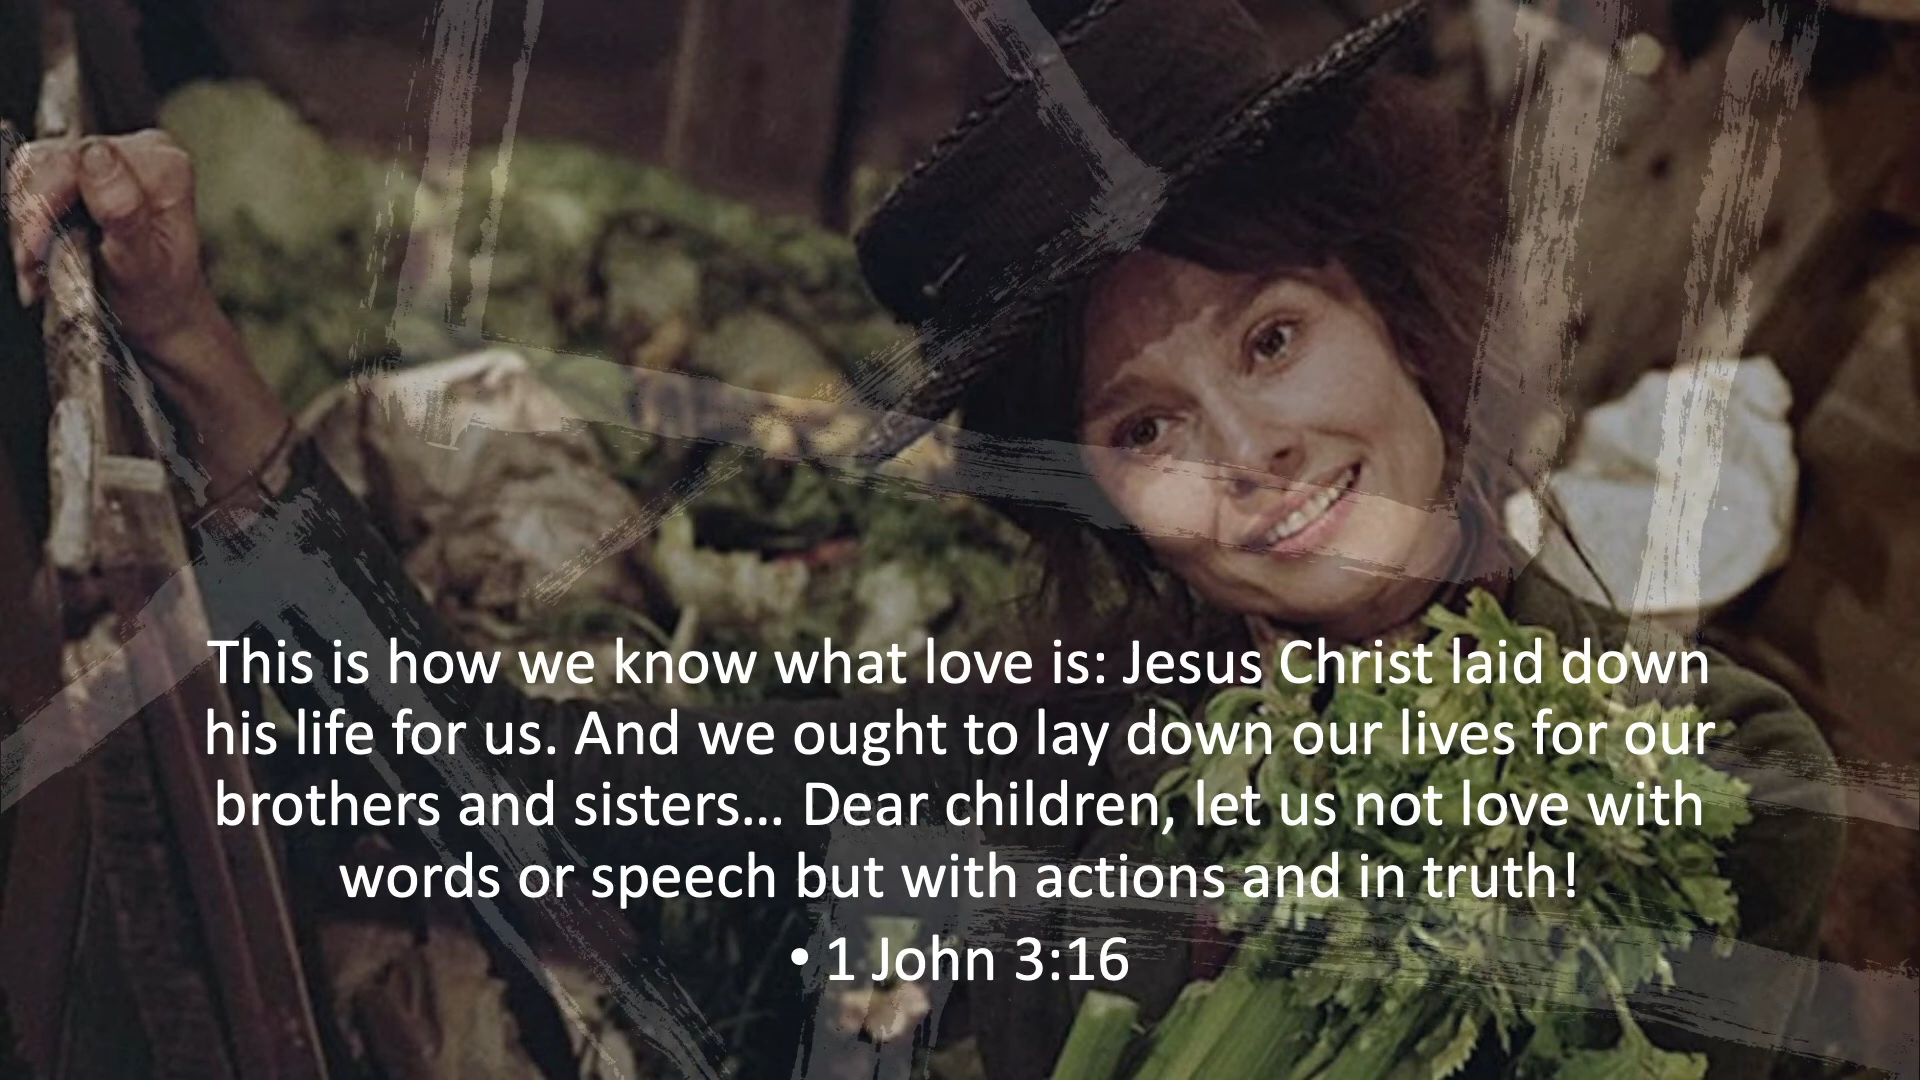 This is how we know what love is: Jesus Christ laid down
his life for us. And we ought to lay down our lives for our
brothers and sisters… Dear children, let us not love with
words or speech but with actions and in truth!
• 1 John 3:16